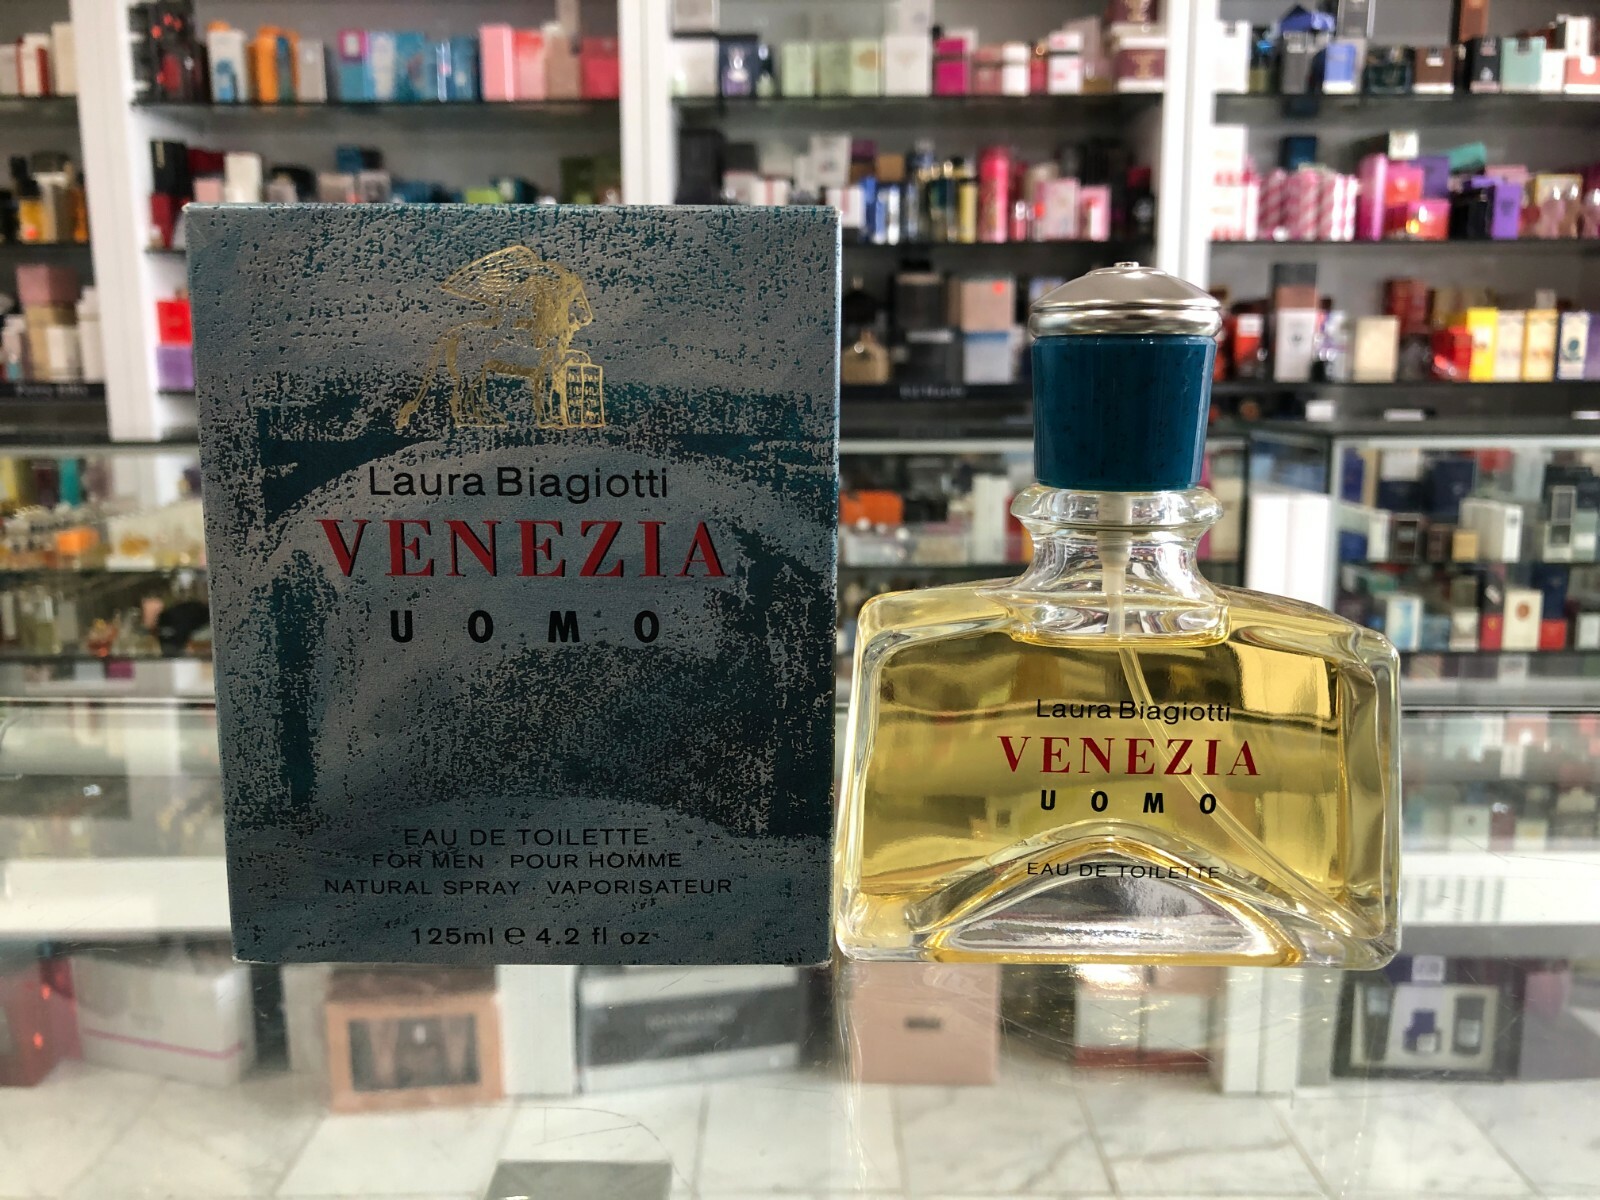 Laura Biagiotti
VENEZIA
UOMO
EAU DE TOILETTE
FOR MEN · POUR HOMME
NATURAL SPRAY · VAPORISATEUR
125ml ℮ 4.2 fl oz
Laura Biagiotti
VENEZIA
UOMO
EAU DE TOILETTE